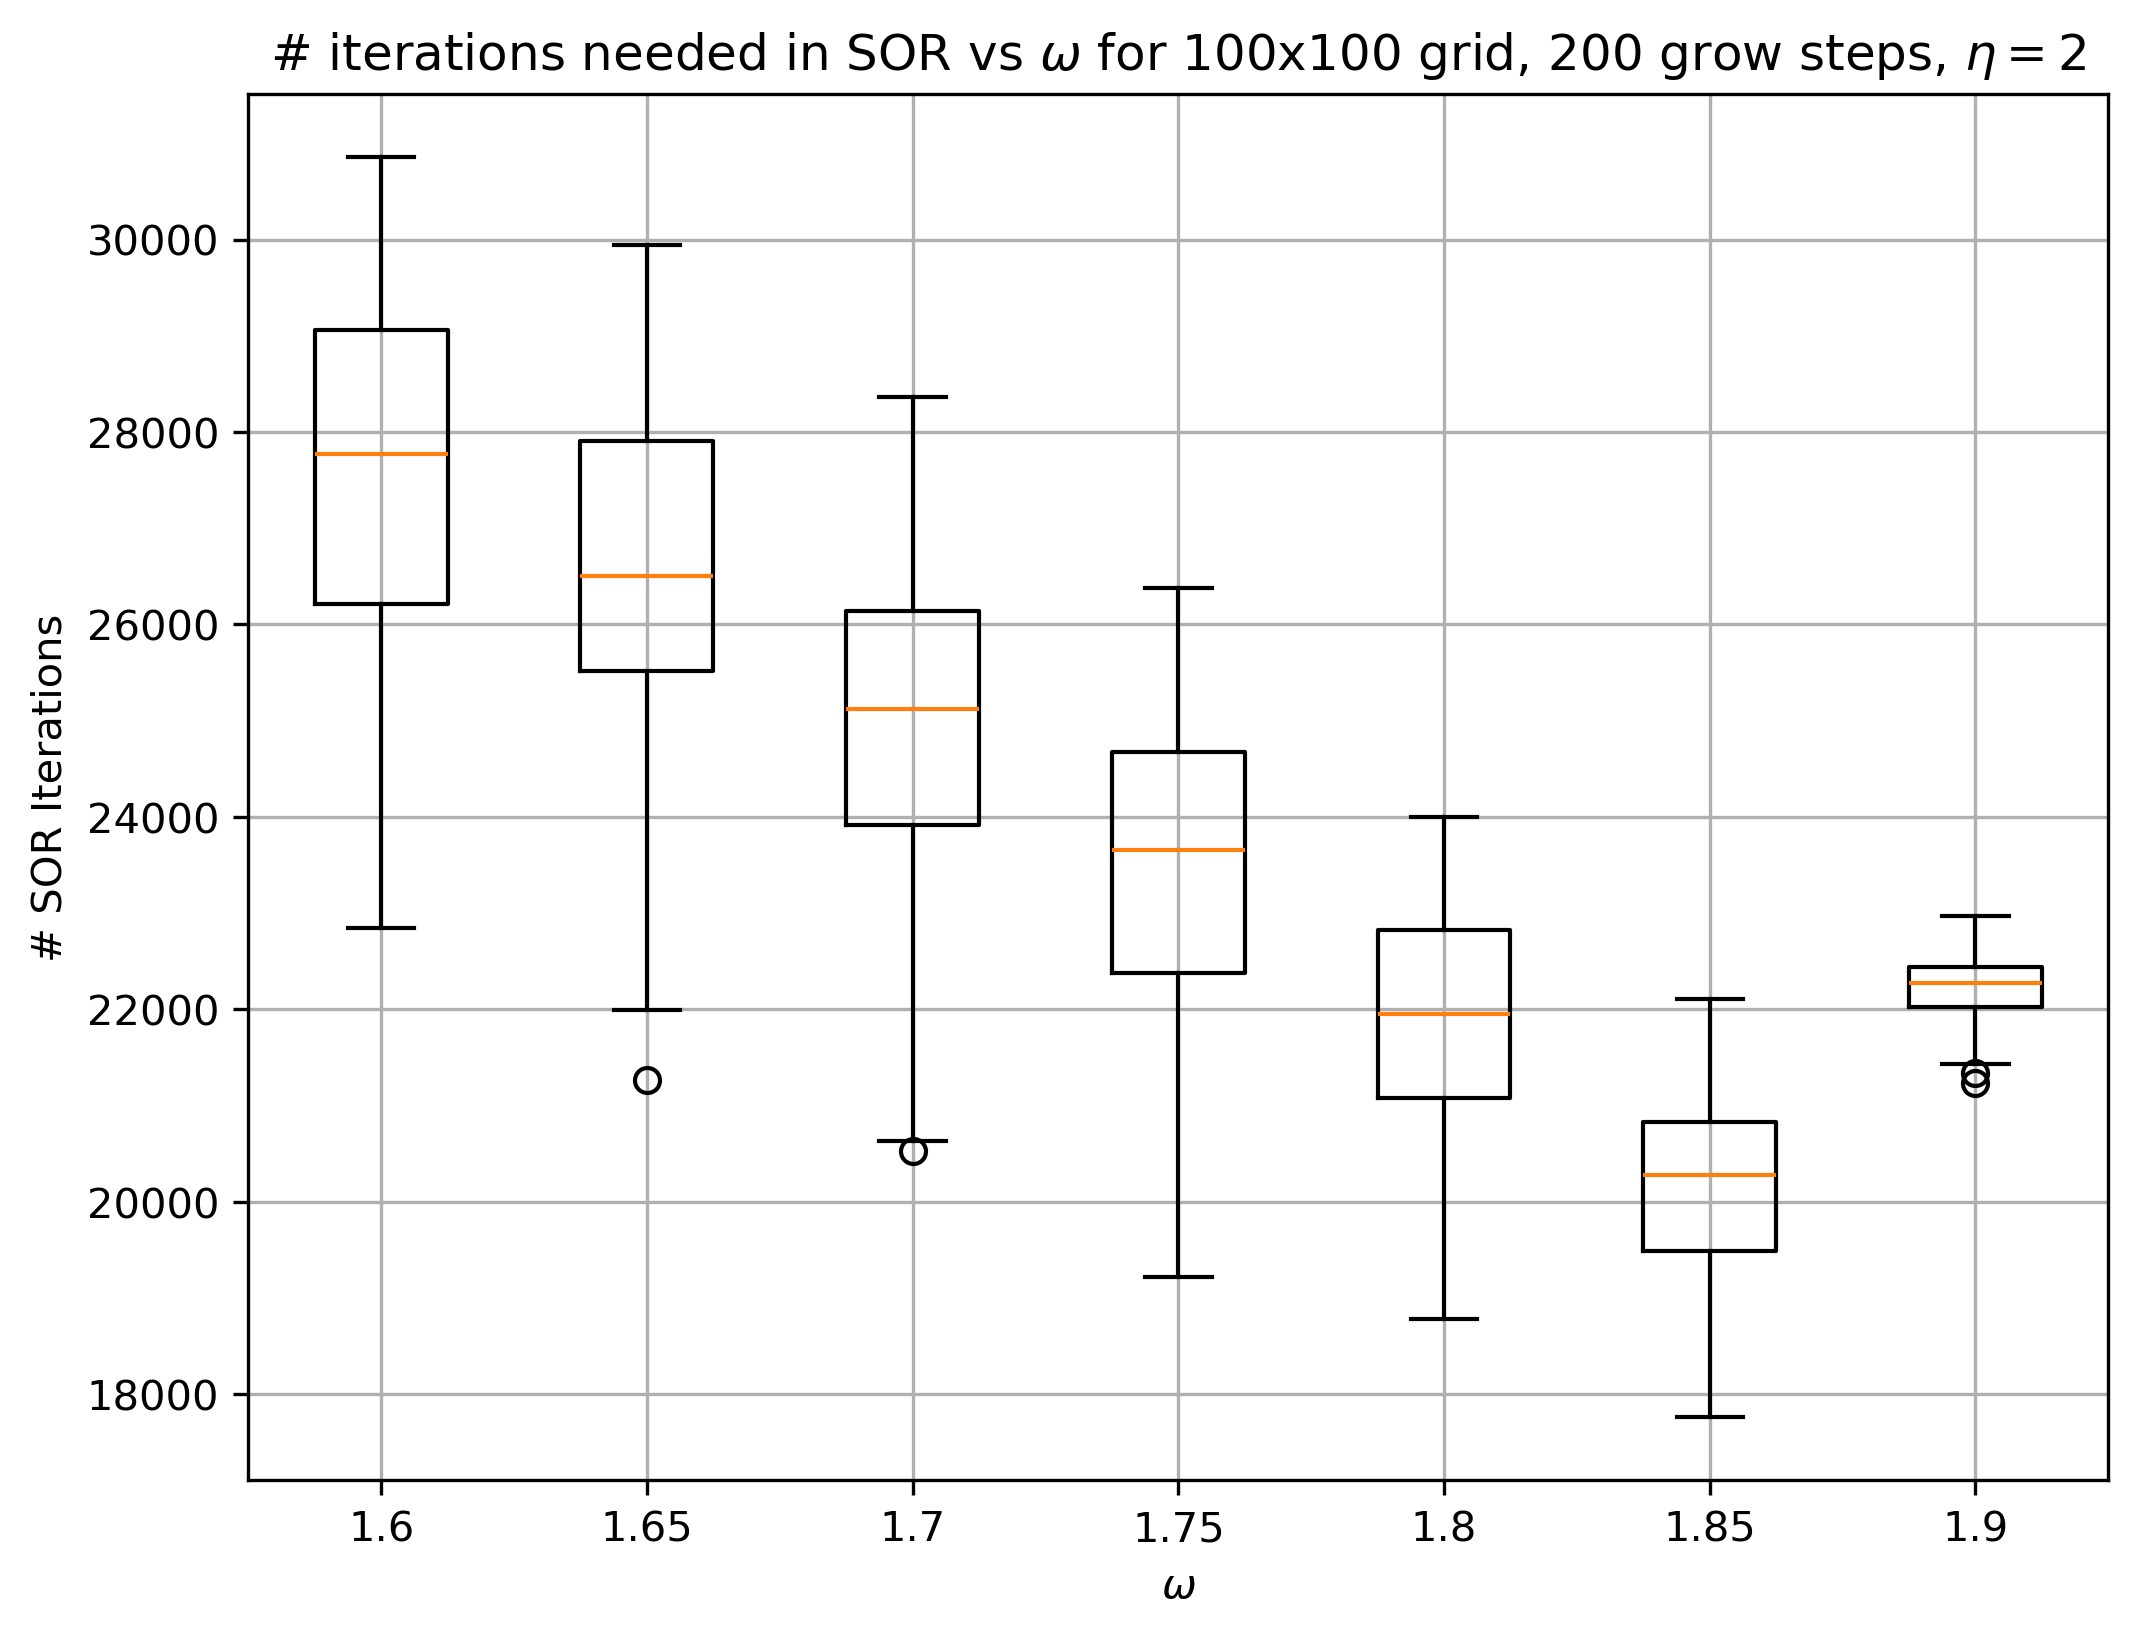 # iterations needed in SOR vs ω for 100x100 grid, 200 grow steps, η = 2
# SOR Iterations
30000
28000
26000
24000
22000
20000
18000
1.6 1.65 1.7 1.75 1.8 1.85 1.9
ω